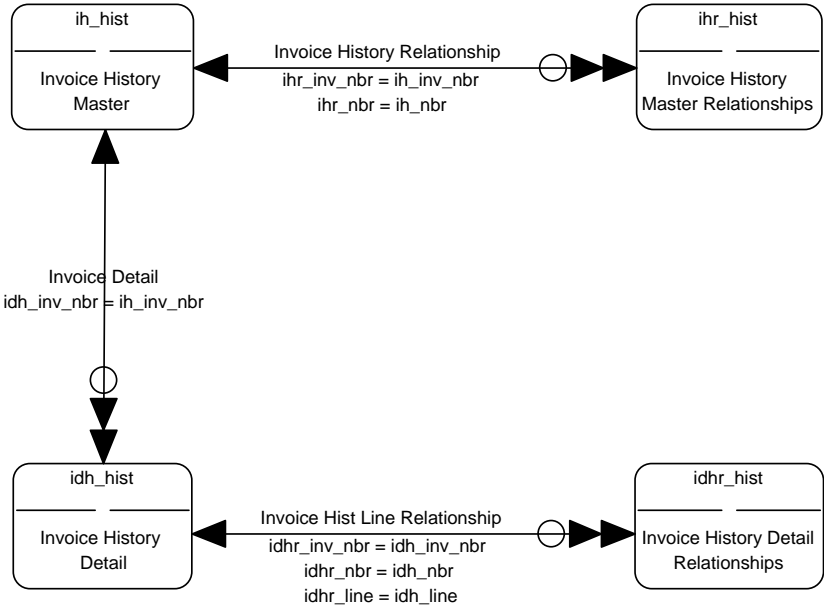 ih_hist
Invoice History
Master
Invoice History Relationship
ihr_inv_nbr = ih_inv_nbr
ihr_nbr = ih_nbr
ihr_hist
Invoice History
Master Relationships
Invoice Detail
idh_inv_nbr = ih_inv_nbr
idh_hist
Invoice History
Detail
Invoice Hist Line Relationship
idhr_inv_nbr = idh_inv_nbr
idhr_nbr = idh_nbr
idhr_line = idh_line
idhr_hist
Invoice History Detail
Relationships